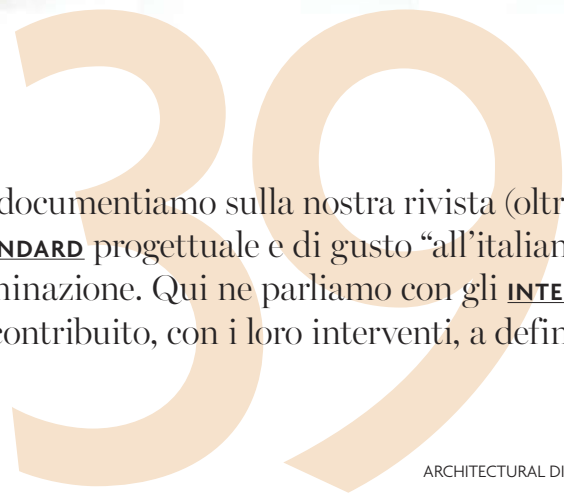 39
documentiamo sulla nostra rivista (oltr
NDARD progettuale e di gusto “all’italian
ninazione. Qui ne parliamo con gli INTE
contribuito, con i loro interventi, a defin
ARCHITECTURAL DI